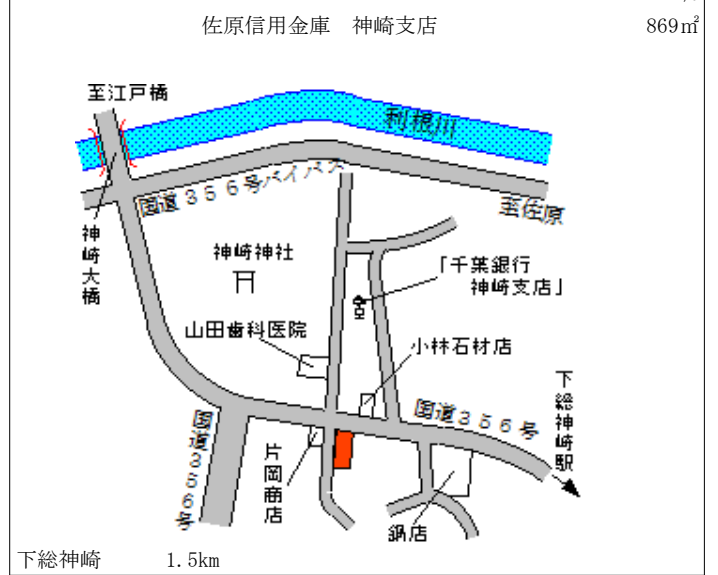 佐原信用金庫　神崎支店
869㎡
至江戸橋
利根川
国道３５６号バイパス
至佐原
神崎大橋
神崎神社
「千葉銀行
神崎支店」
山田歯科医院
小林石材店
下総神崎駅
国道３５６号
国道３５６号
片岡商店
鍋店
下総神崎
1.5km